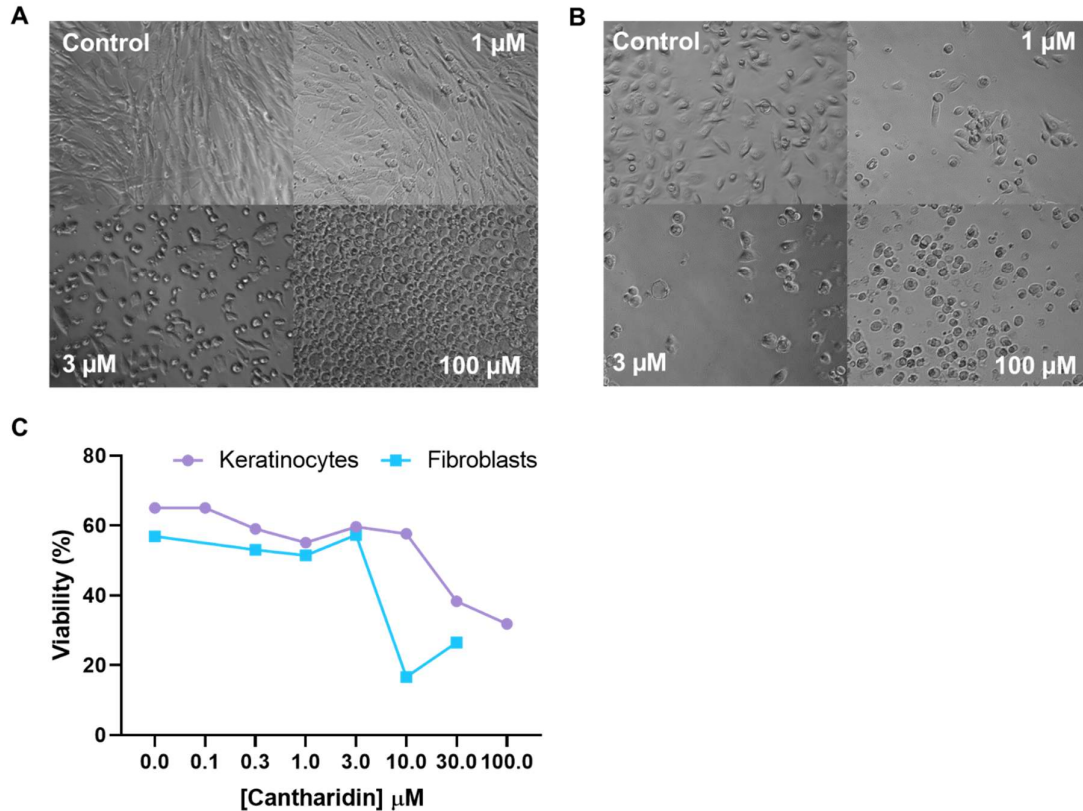 A
Control
1 µM
3 µM
100 µM
B
Control
1 µM
3 µM
100 µM
C
Keratinocytes
Fibroblasts
80
60
40
20
0
Viability (%)
0.0 0.1 0.3 1.0 3.0 10.0 30.0 100.0
[Cantharidin] µM